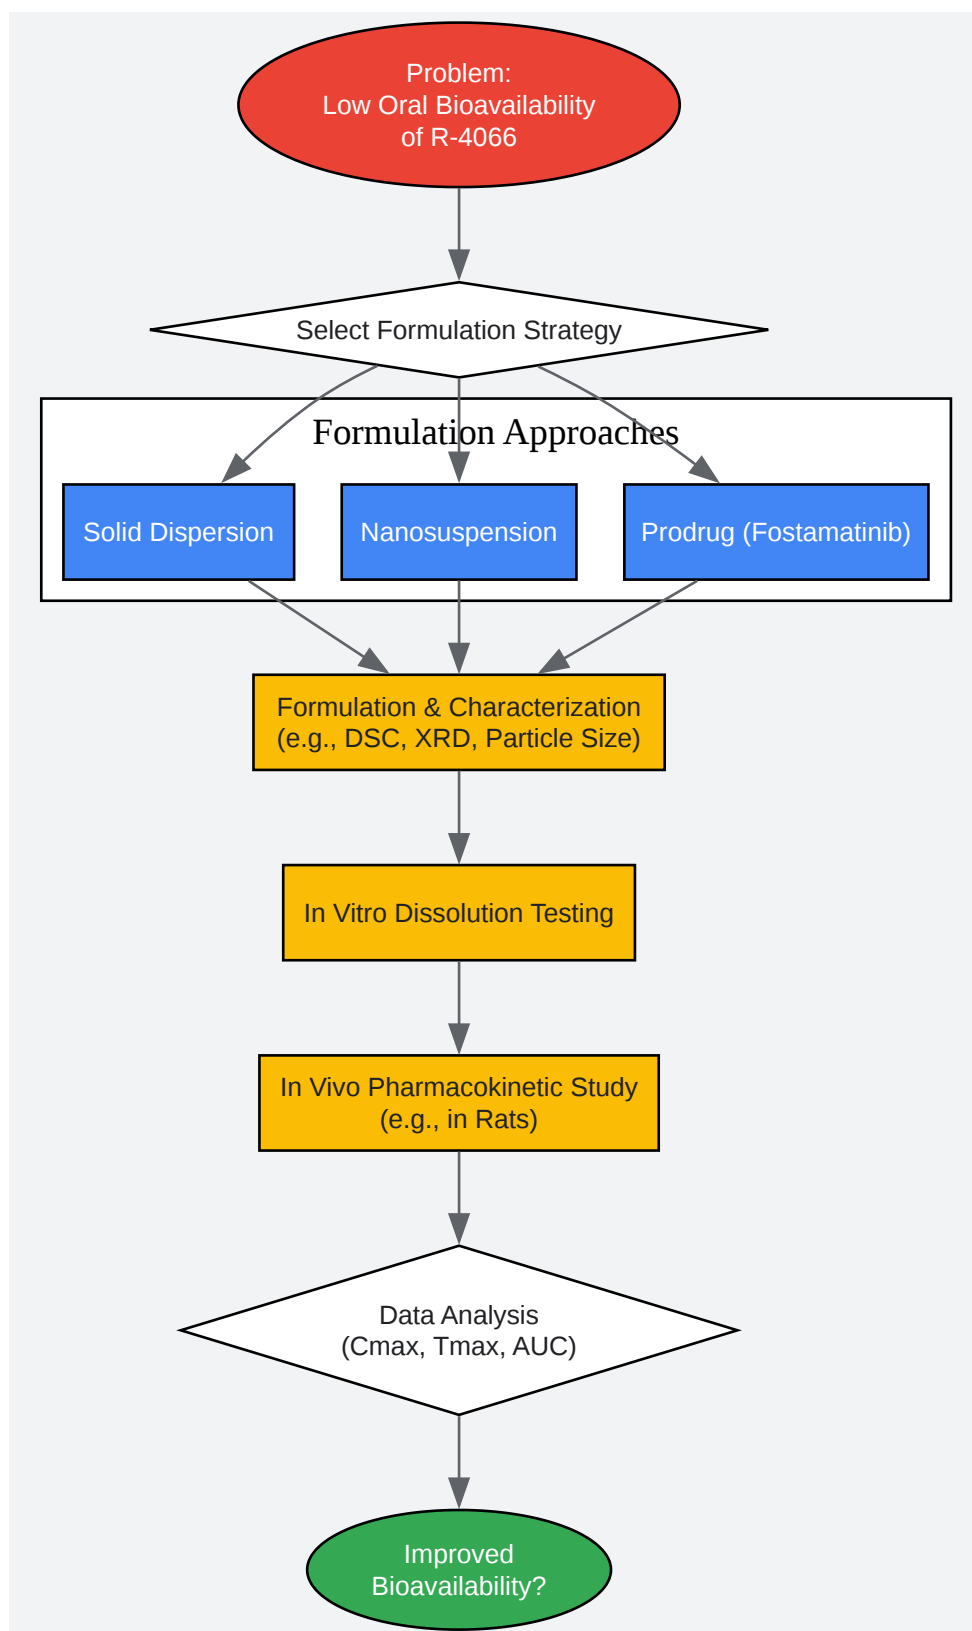 Problem:
Low Oral Bioavailability
of R-4066
Select Formulation Strategy
Formulation Approaches
Solid Dispersion
Nanosuspension
Prodrug (Fostamatinib)
Formulation & Characterization
(e.g., DSC, XRD, Particle Size)
In Vitro Dissolution Testing
In Vivo Pharmacokinetic Study
(e.g., in Rats)
Data Analysis
(Cmax, Tmax, AUC)
Improved
Bioavailability?